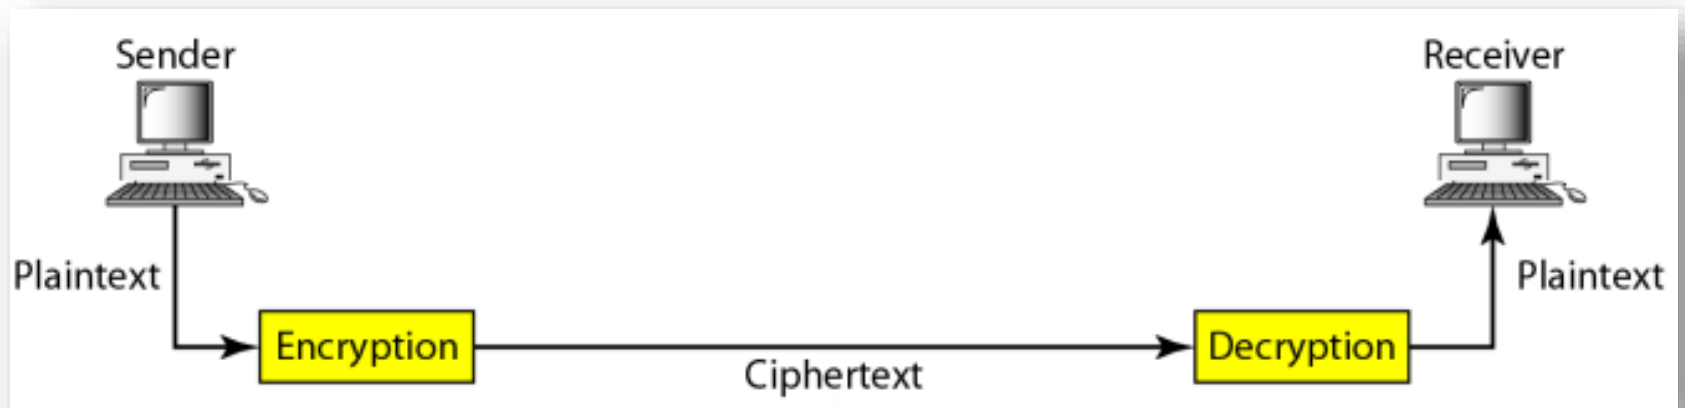 Sender
Receiver
Plaintext
Plaintext
Encryption
Decryption
Ciphertext